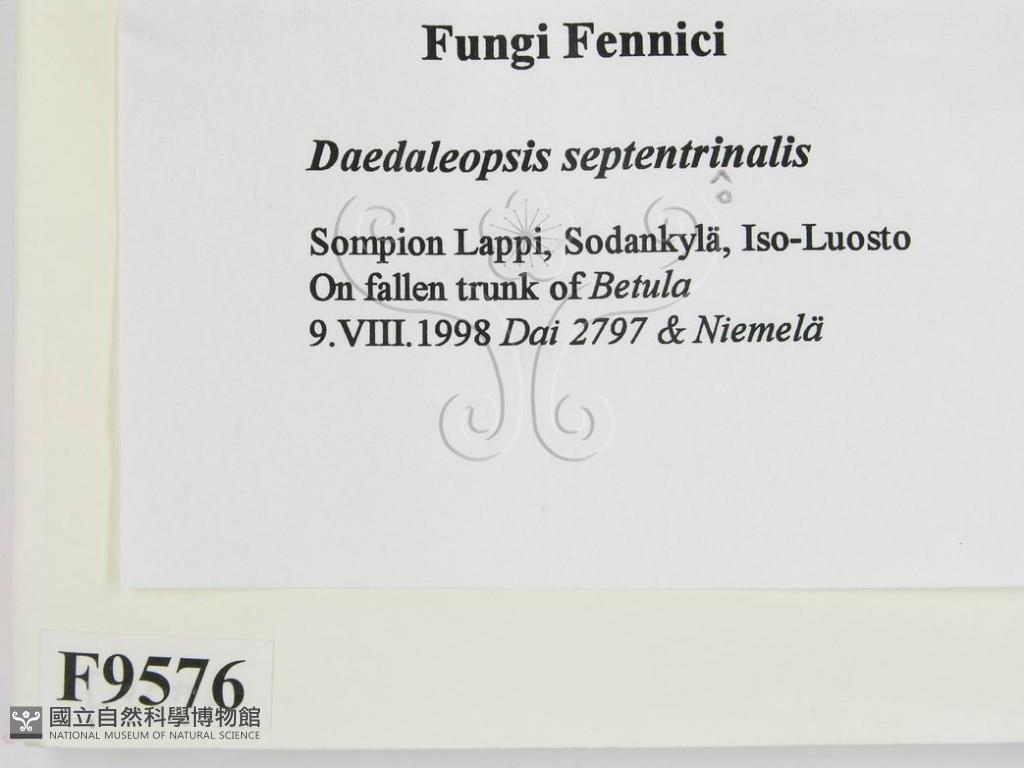 Fungi Fennici
Daedaleopsis septentrinalis
^
o
Sompion Lappi, Sodankylä, Iso-Luosto
On fallen trunk of Betula
9.VIII.1998 Dai 2797 & Niemelä
F9576
國立自然科學博物館
NATIONAL MUSEUM OF NATURAL SCIENCE